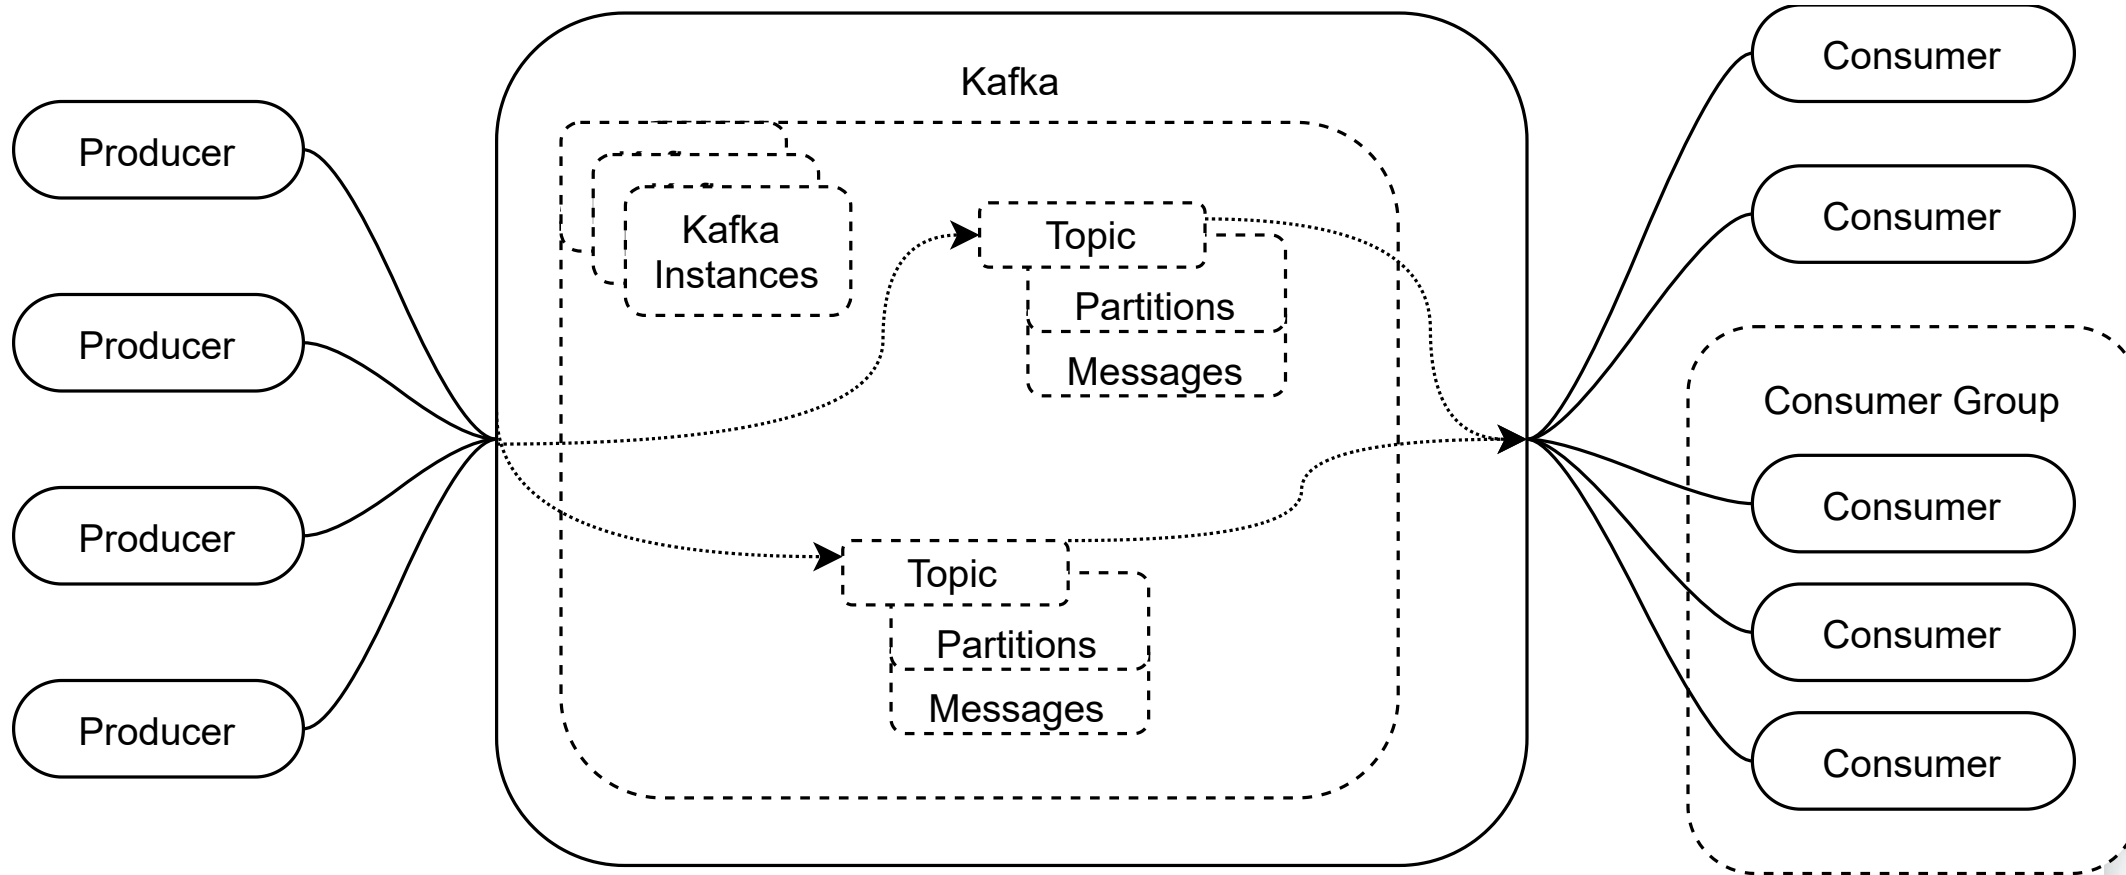 Producer
Producer
Producer
Producer
Kafka
Kafka
Instances
Topic
Partitions
Messages
Topic
Partitions
Messages
Consumer
Consumer
Consumer Group
Consumer
Consumer
Consumer